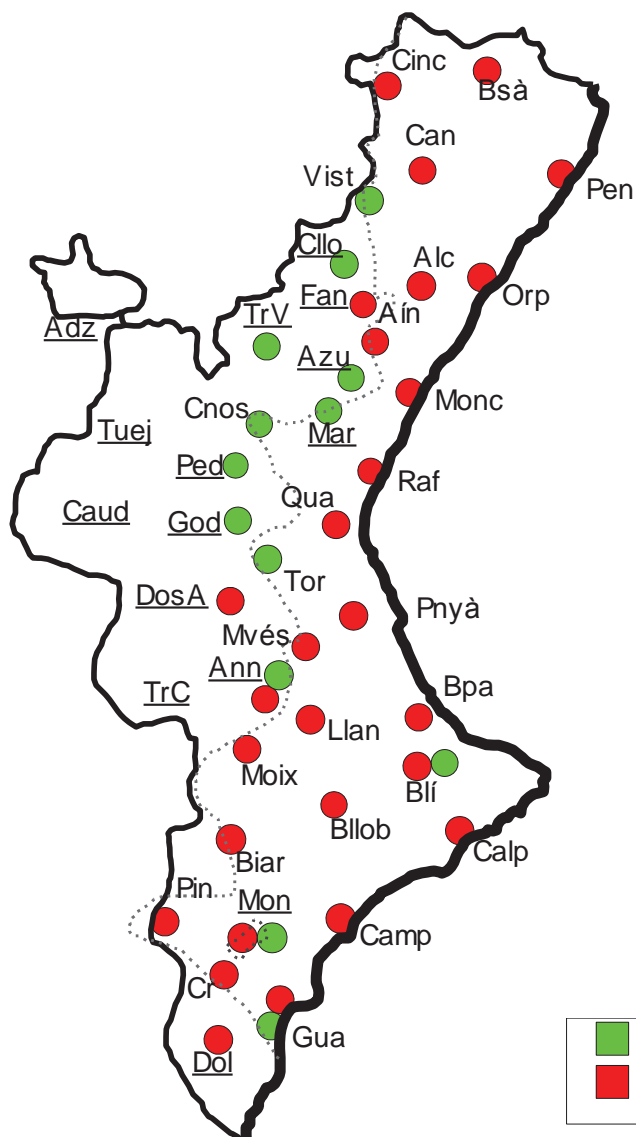 Cinc
Bsà
Can
Vist
Pen
Cllo
Alc
Fan
Orp
TrV
Aín
Adz
Azu
Monc
Cnos
Mar
Tuej
Ped
Raf
Qua
Caud
God
Tor
DosA
Pnyà
Mvés
Ann
Bpa
TrC
Llan
Moix
Blí
Bllob
Calp
Biar
Pin
Mon
Camp
Cr
Gua
Dol